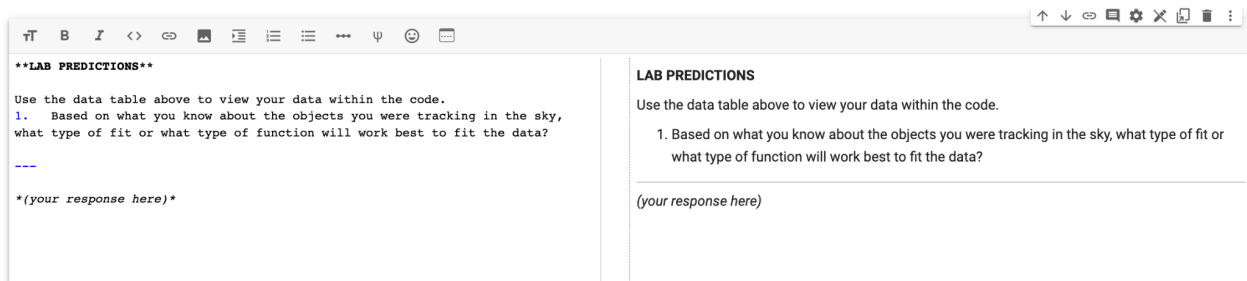 **LAB PREDICTIONS**
Use the data table above to view your data within the code.
1.   Based on what you know about the objects you were tracking in the sky,
what type of fit or what type of function will work best to fit the data?
---
*(your response here)*
LAB PREDICTIONS
Use the data table above to view your data within the code.
1. Based on what you know about the objects you were tracking in the sky, what type of fit or
what type of function will work best to fit the data?
(your response here)